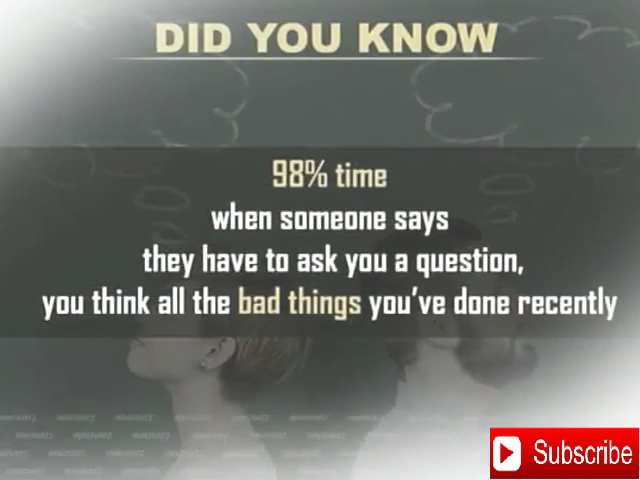 DID YOU KNOW
98% time
when someone says
they have to ask you a question,
you think all the bad things you've done recently
Subscribe